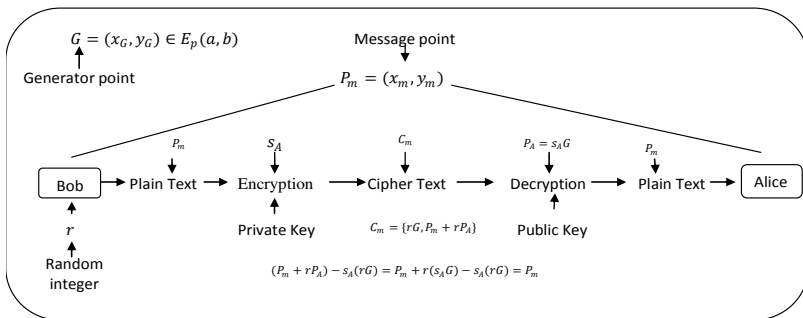 G = (x_G, y_G) ∈ E_p(a, b)
Message point
Generator point
P_m = (x_m, y_m)
P_m
s_A
C_m
P_A = s_A G
P_m
Bob
Plain Text
Encryption
Cipher Text
Decryption
Plain Text
Alice
r
Private Key
C_m = {rG, P_m + rP_A}
Public Key
Random
integer
(P_m + rP_A) − s_A(rG) = P_m + r(s_A G) − s_A(rG) = P_m